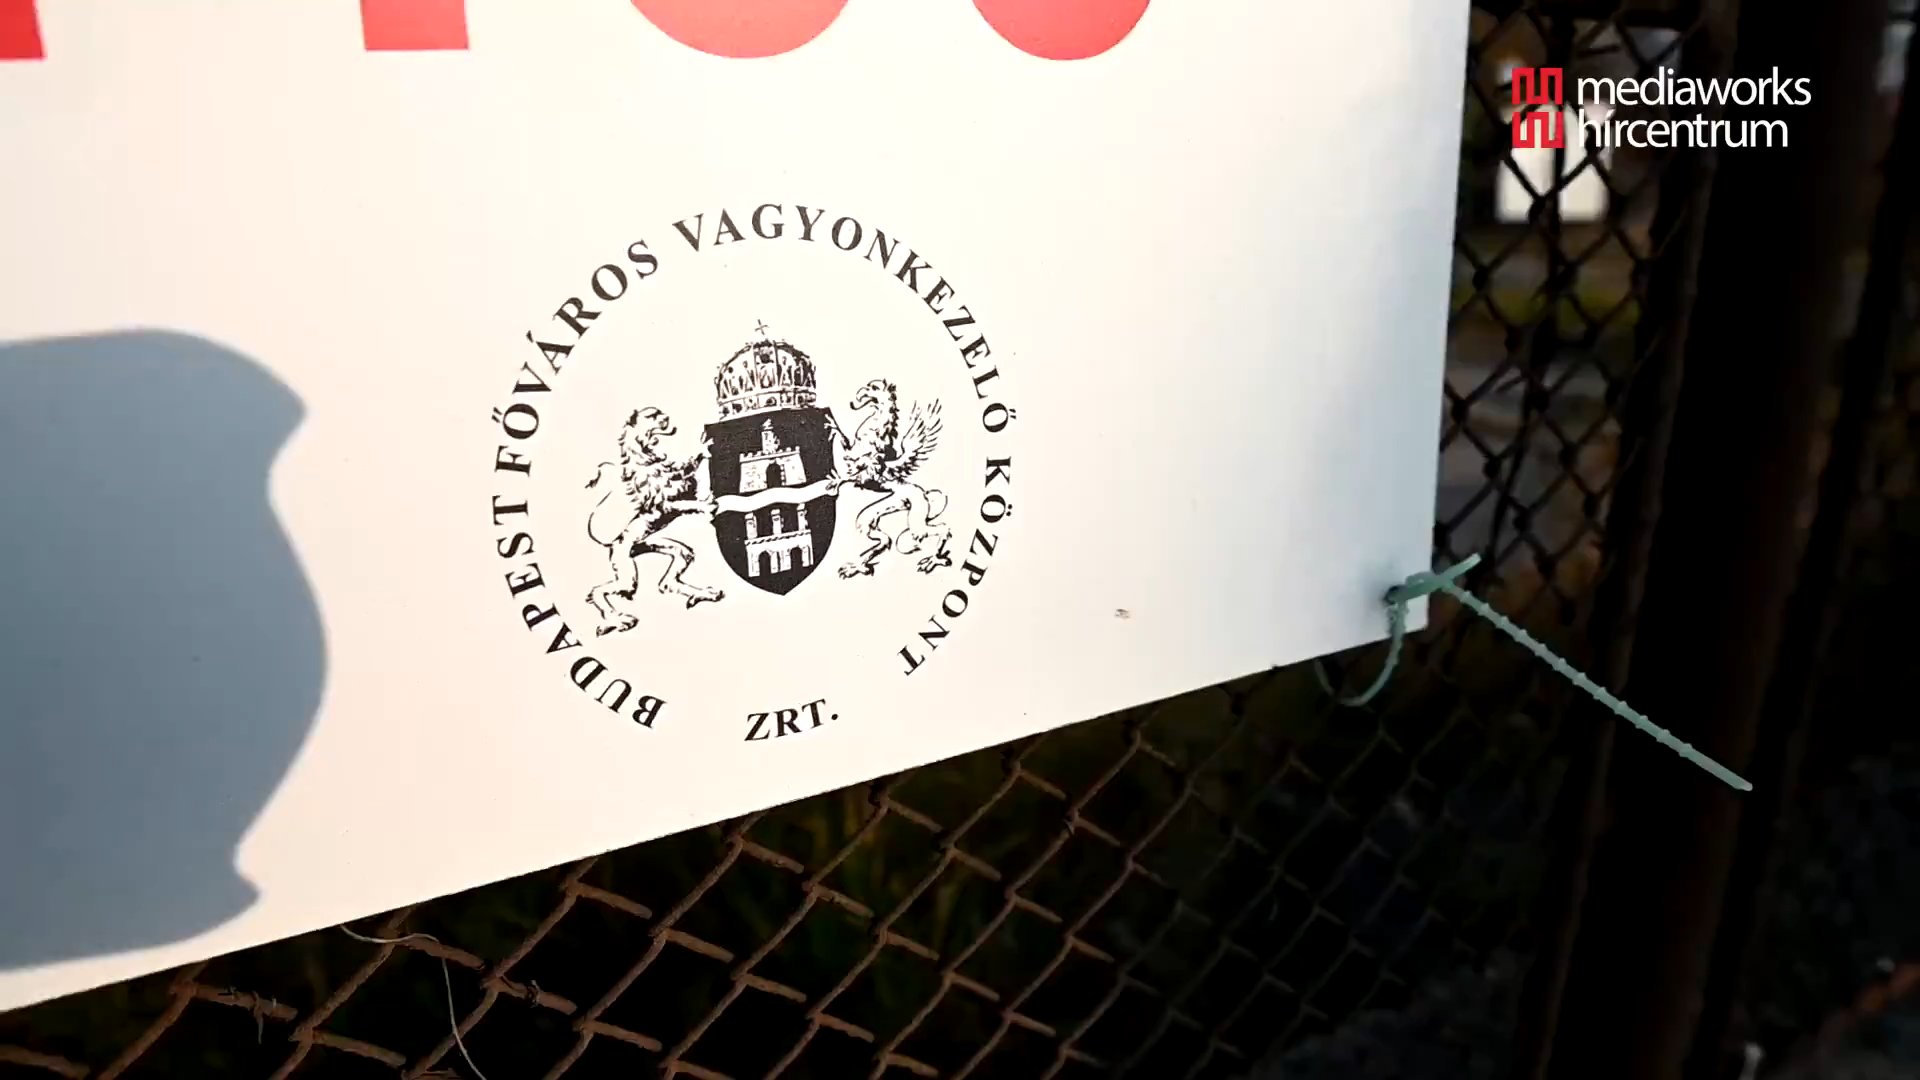 mediaworks
hírcentrum
BUDAPEST FŐVÁROS VAGYONKEZELŐ KÖZPONT
ZRT.